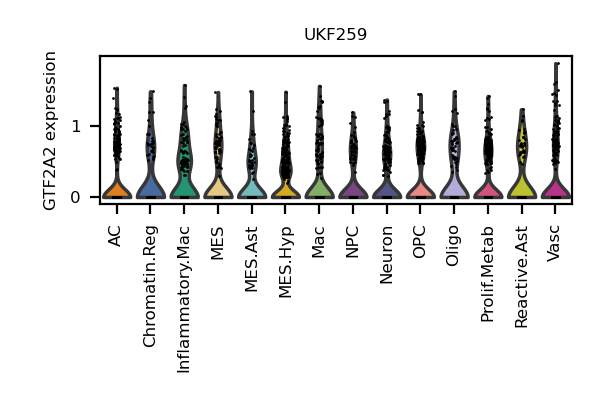 UKF259
GTF2A2 expression
1
0
AC
Chromatin.Reg
Inflammatory.Mac
MES
MES.Ast
MES.Hyp
Mac
NPC
Neuron
OPC
Oligo
Prolif.Metab
Reactive.Ast
Vasc